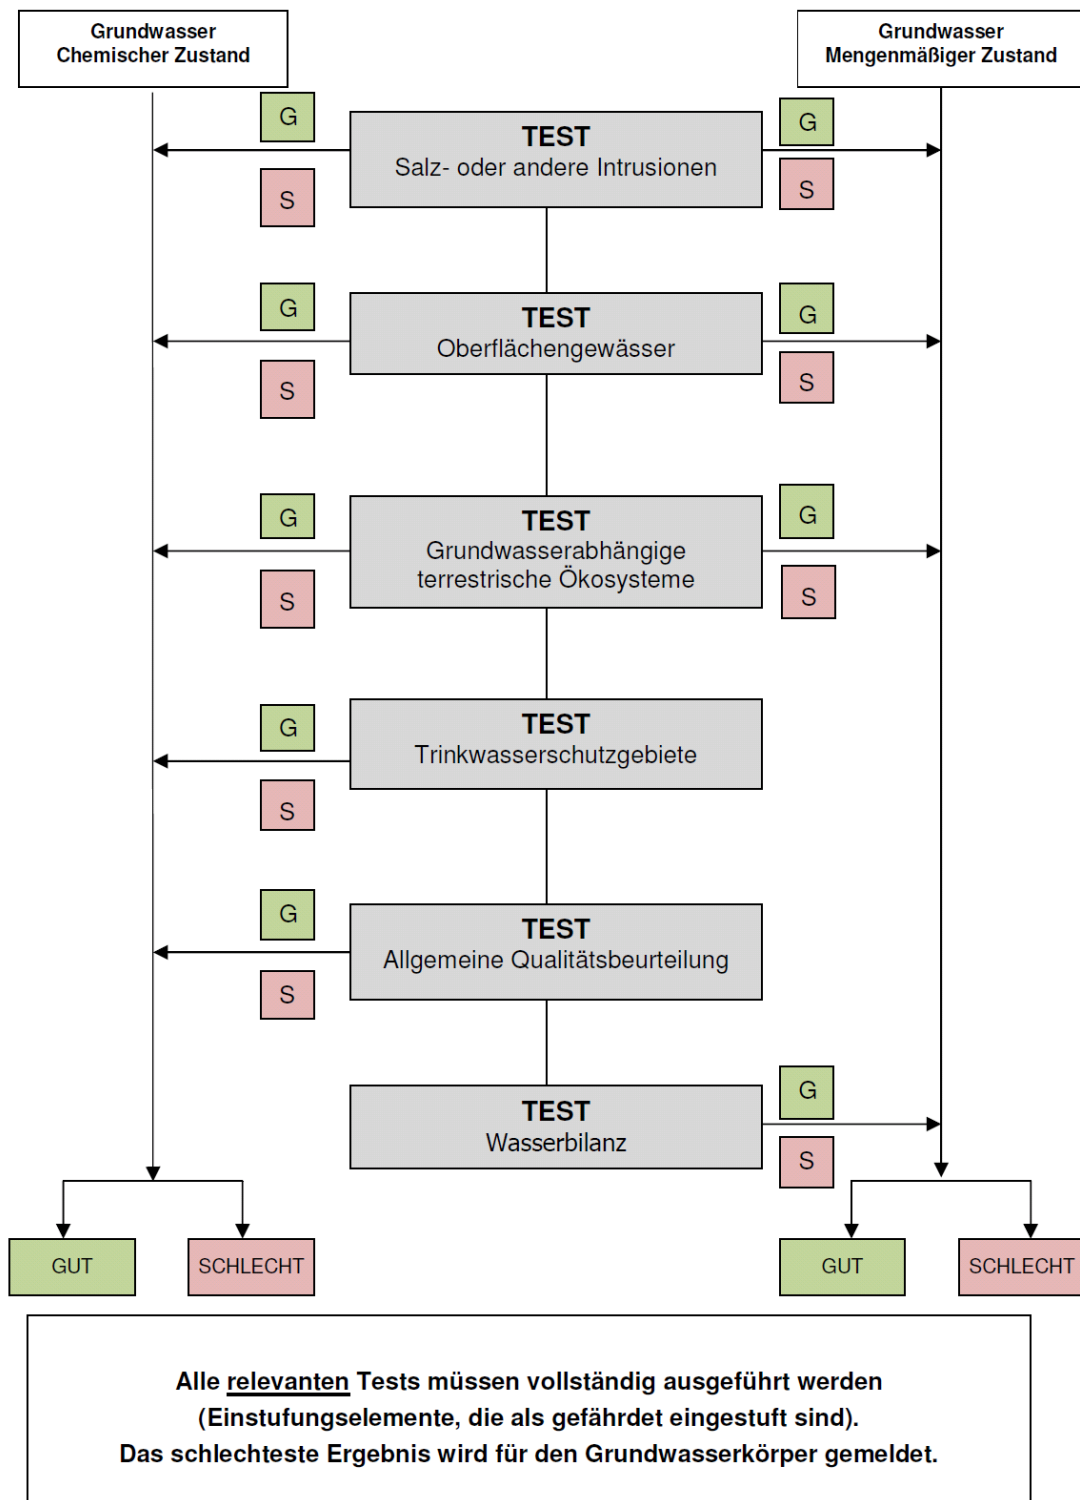 Grundwasser
Chemischer Zustand
Grundwasser
Mengenmäßiger Zustand
G
S
TEST
Salz- oder andere Intrusionen
G
S
G
S
TEST
Oberflächengewässer
G
S
G
S
TEST
Grundwasserabhängige
terrestrische Ökosysteme
G
S
G
S
TEST
Trinkwasserschutzgebiete
G
S
TEST
Allgemeine Qualitätsbeurteilung
TEST
Wasserbilanz
G
S
GUT
SCHLECHT
GUT
SCHLECHT
Alle relevanten Tests müssen vollständig ausgeführt werden
(Einstufungselemente, die als gefährdet eingestuft sind).
Das schlechteste Ergebnis wird für den Grundwasserkörper gemeldet.